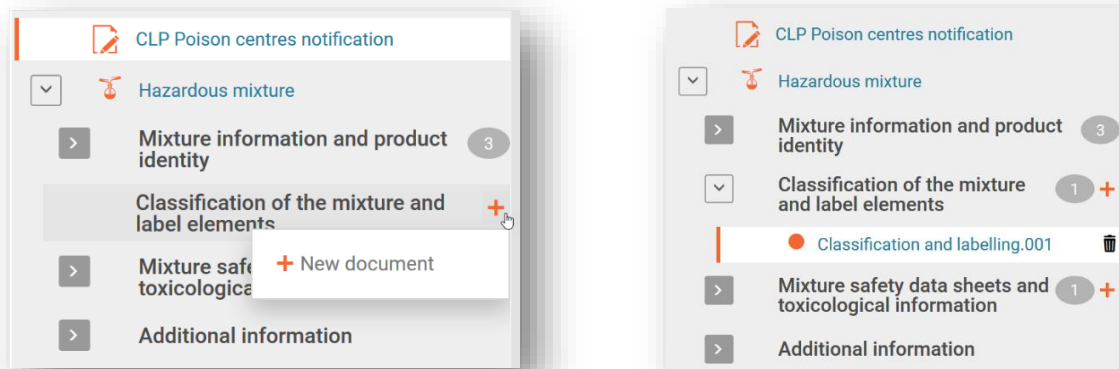 CLP Poison centres notification
Hazardous mixture
Mixture information and product
identity
3
Classification of the mixture and
label elements
+ New document
Mixture safe
toxicologica
Additional information
CLP Poison centres notification
Hazardous mixture
Mixture information and product
identity
3
Classification of the mixture
and label elements
1
Classification and labelling.001
Mixture safety data sheets and
toxicological information
1
Additional information